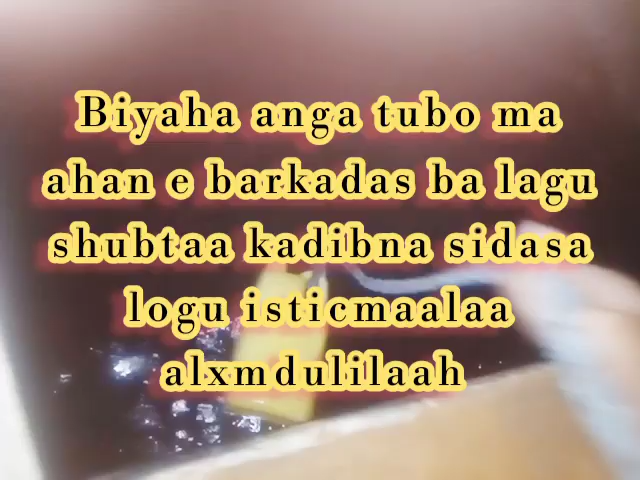 Biyaha anga tubo ma
ahan e barkadas ba lagu
shubtaa kadibna sidasa
logu isticmaalaa
alxmdulilaah